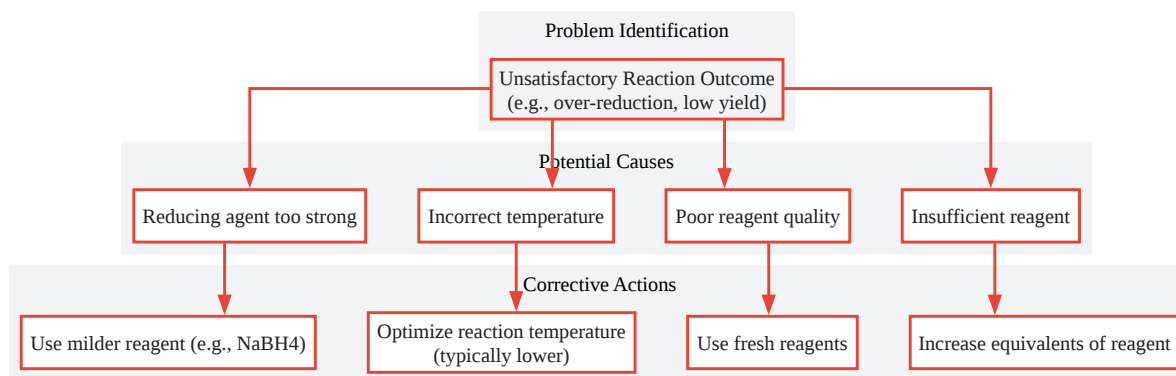 Problem Identification
Unsatisfactory Reaction Outcome
(e.g., over-reduction, low yield)
Potential Causes
Reducing agent too strong
Incorrect temperature
Poor reagent quality
Insufficient reagent
Corrective Actions
Use milder reagent (e.g., NaBH4)
Optimize reaction temperature
(typically lower)
Use fresh reagents
Increase equivalents of reagent